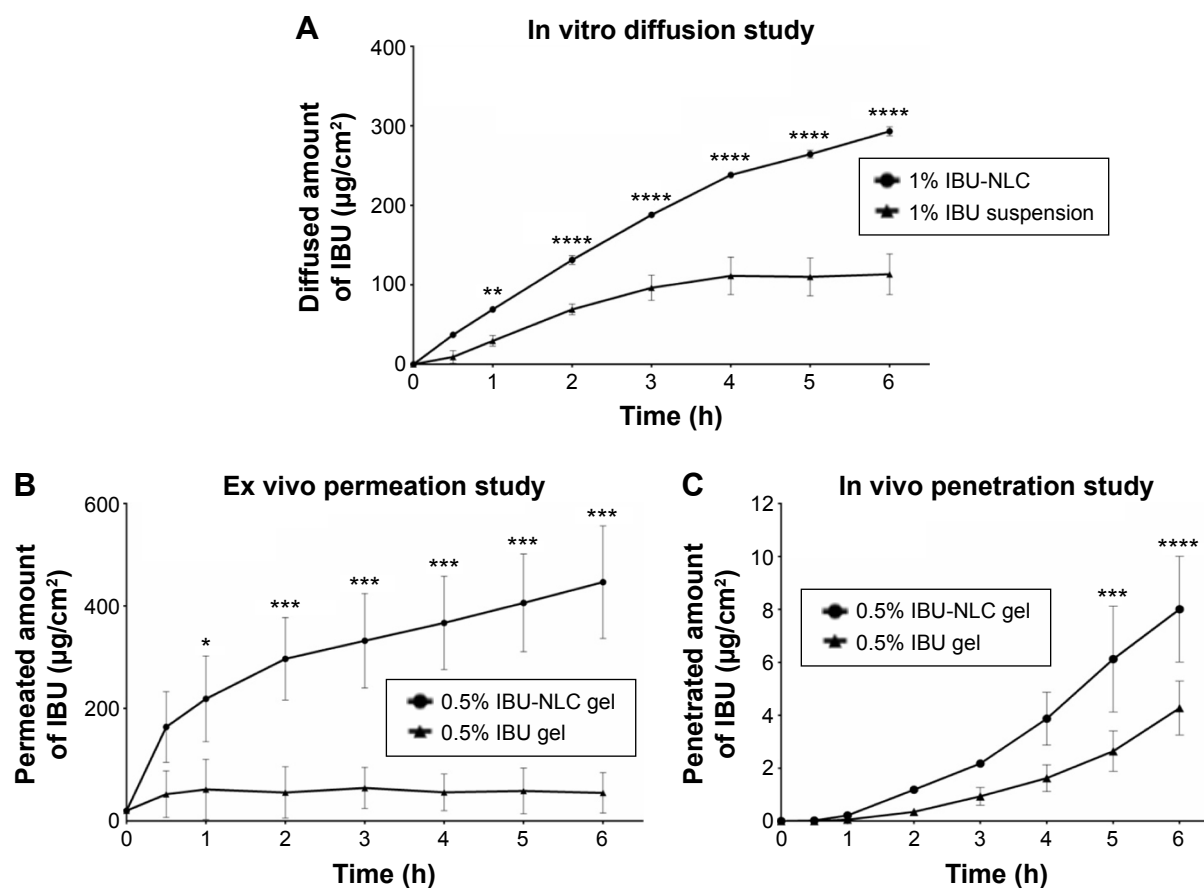 A
In vitro diffusion study
400
300
200
100
0
Diffused amount
of IBU (µg/cm²)
**
****
****
****
****
****
1% IBU-NLC
1% IBU suspension
0 1 2 3 4 5 6
Time (h)
B
Ex vivo permeation study
600
400
200
0
Permeated amount
of IBU (µg/cm²)
*
***
***
***
***
***
0.5% IBU-NLC gel
0.5% IBU gel
0 1 2 3 4 5 6
Time (h)
C
In vivo penetration study
12
10
8
6
4
2
0
Penetrated amount
of IBU (µg/cm²)
***
****
0.5% IBU-NLC gel
0.5% IBU gel
0 1 2 3 4 5 6
Time (h)